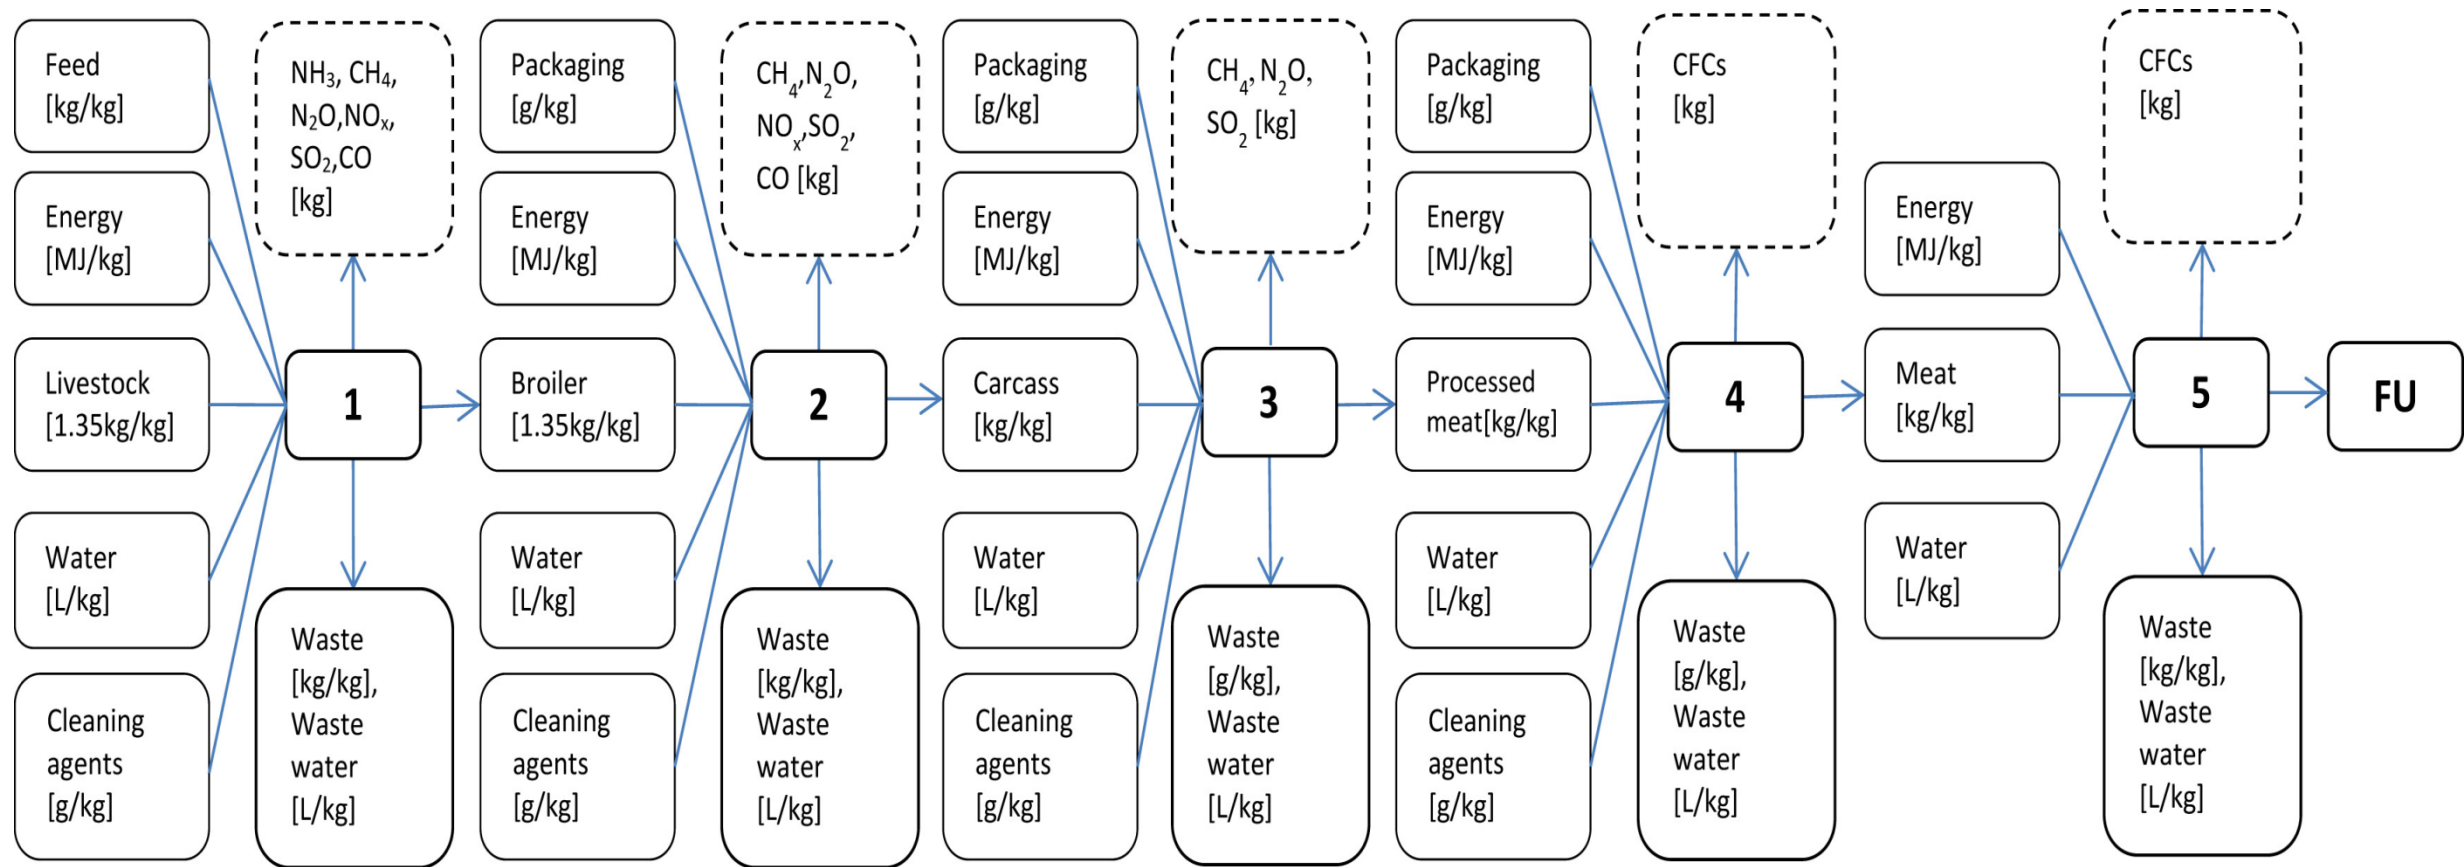 Feed
[kg/kg]
Energy
[MJ/kg]
Livestock
[1.35kg/kg]
Water
[L/kg]
Cleaning
agents
[g/kg]
NH₃, CH₄,
N₂O,NOₓ,
SO₂,CO
[kg]
1
Waste
[kg/kg],
Waste
water
[L/kg]
Packaging
[g/kg]
Energy
[MJ/kg]
Broiler
[1.35kg/kg]
Water
[L/kg]
Cleaning
agents
[g/kg]
CH₄,N₂O,
NOₓ,SO₂,
CO [kg]
2
Waste
[kg/kg],
Waste
water
[L/kg]
Packaging
[g/kg]
Energy
[MJ/kg]
Carcass
[kg/kg]
Water
[L/kg]
Cleaning
agents
[g/kg]
CH₄, N₂O,
SO₂ [kg]
3
Waste
[g/kg],
Waste
water
[L/kg]
Packaging
[g/kg]
Energy
[MJ/kg]
Processed
meat[kg/kg]
Water
[L/kg]
Cleaning
agents
[g/kg]
CFCs
[kg]
4
Waste
[g/kg],
Waste
water
[L/kg]
Energy
[MJ/kg]
Meat
[kg/kg]
Water
[L/kg]
CFCs
[kg]
5
Waste
[kg/kg],
Waste
water
[L/kg]
FU